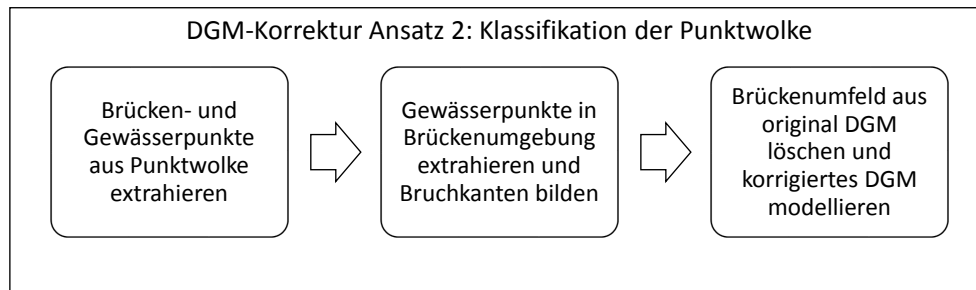 DGM-Korrektur Ansatz 2: Klassifikation der Punktwolke
Brücken- und
Gewässerpunkte
aus Punktwolke
extrahieren
Gewässerpunkte in
Brückenumgebung
extrahieren und
Bruchkanten bilden
Brückenumfeld aus
original DGM
löschen und
korrigiertes DGM
modellieren